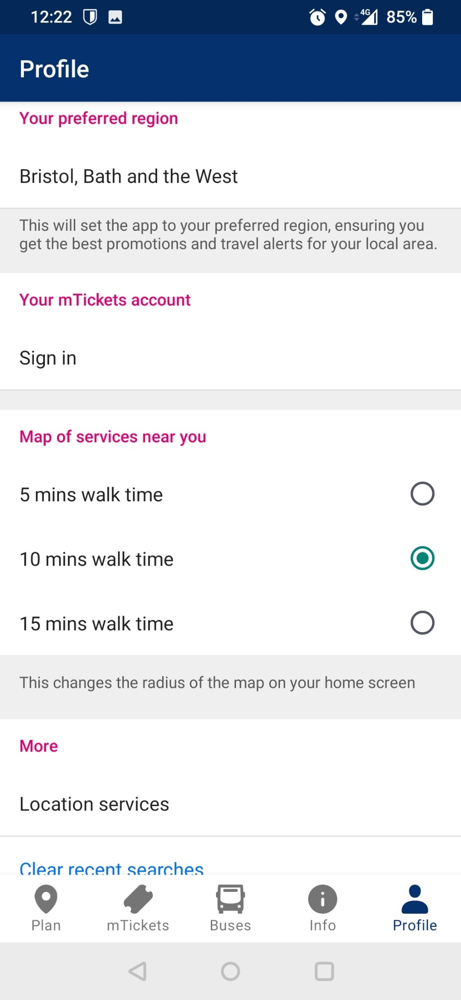 12:22
4G
85%
Profile
Your preferred region
Bristol, Bath and the West
This will set the app to your preferred region, ensuring you
get the best promotions and travel alerts for your local area.
Your mTickets account
Sign in
Map of services near you
5 mins walk time
10 mins walk time
15 mins walk time
This changes the radius of the map on your home screen
More
Location services
Clear recent searches
Plan
mTickets
Buses
Info
Profile